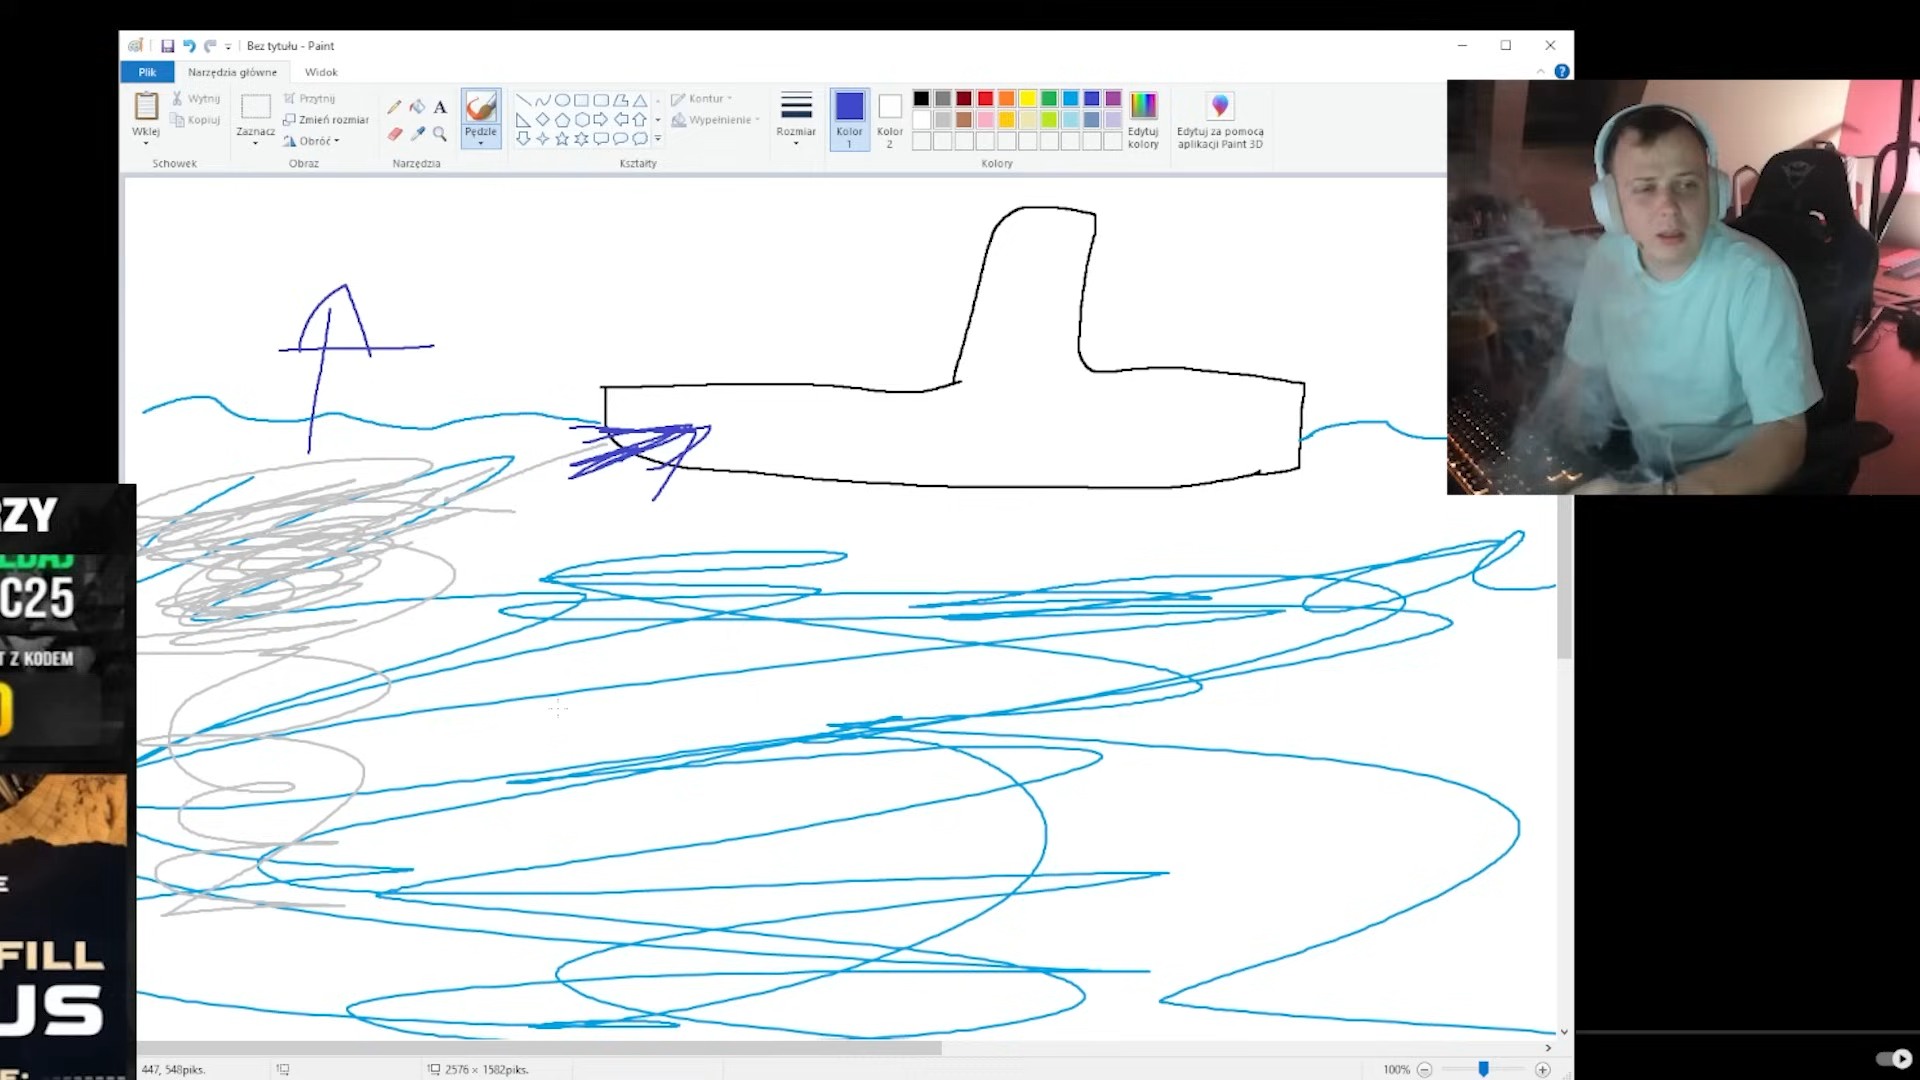 Bez tytułu - Paint
Plik
Narzędzia główne
Widok
Wklej
Wytnij
Kopiuj
Schowek
Zaznacz
Przytnij
Zmień rozmiar
Obróć
Obraz
A
Narzędzia
Pędzle
Kształty
Kontur
Wypełnienie
Rozmiar
Kolor
1
Kolor
2
Edytuj
kolory
Kolory
Edytuj za pomocą
aplikacji Paint 3D
RZY
C25
T Z KODEM
FILL
US
447, 548piks.
2576 × 1582piks.
100%